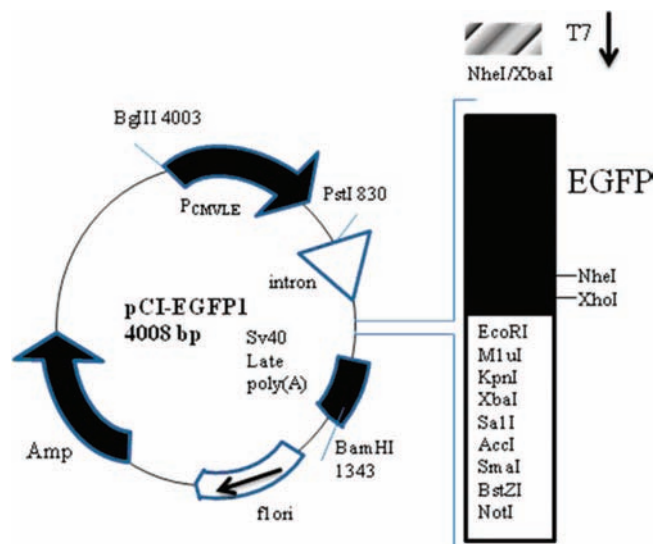 T7
NheI/XbaI
BglII 4003
PCMVLE
PstI 830
EGFP
intron
NheI
XhoI
pCI-EGFP1
4008 bp
Sv40
Late
poly(A)
EcoRI
M1uI
KpnI
XbaI
Sa1I
AccI
SmaI
BstZI
NotI
BamHI
1343
Amp
f1ori